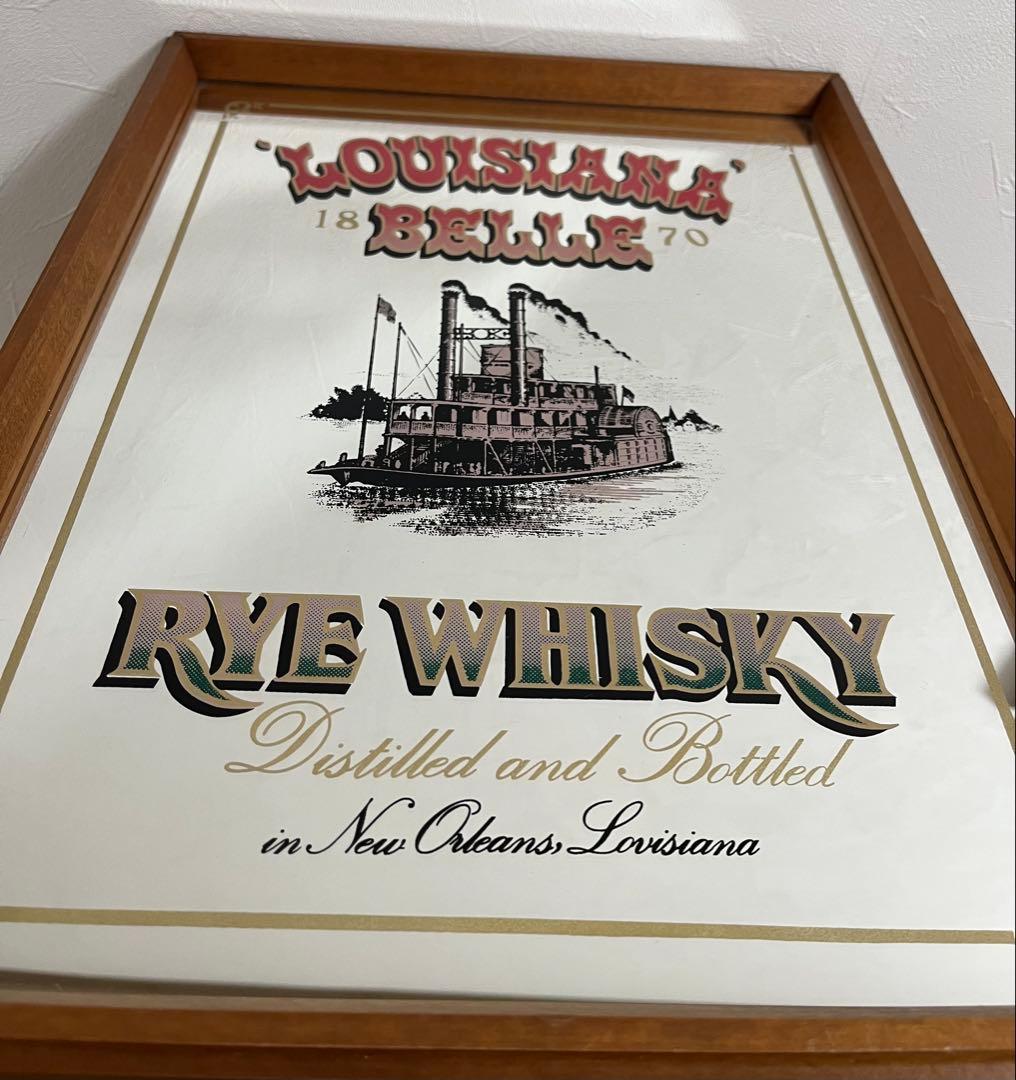 'LOUISIANA'
18 BELLE 70
RYE WHISKY
Distilled and Bottled
in New Orleans, Lovisiana